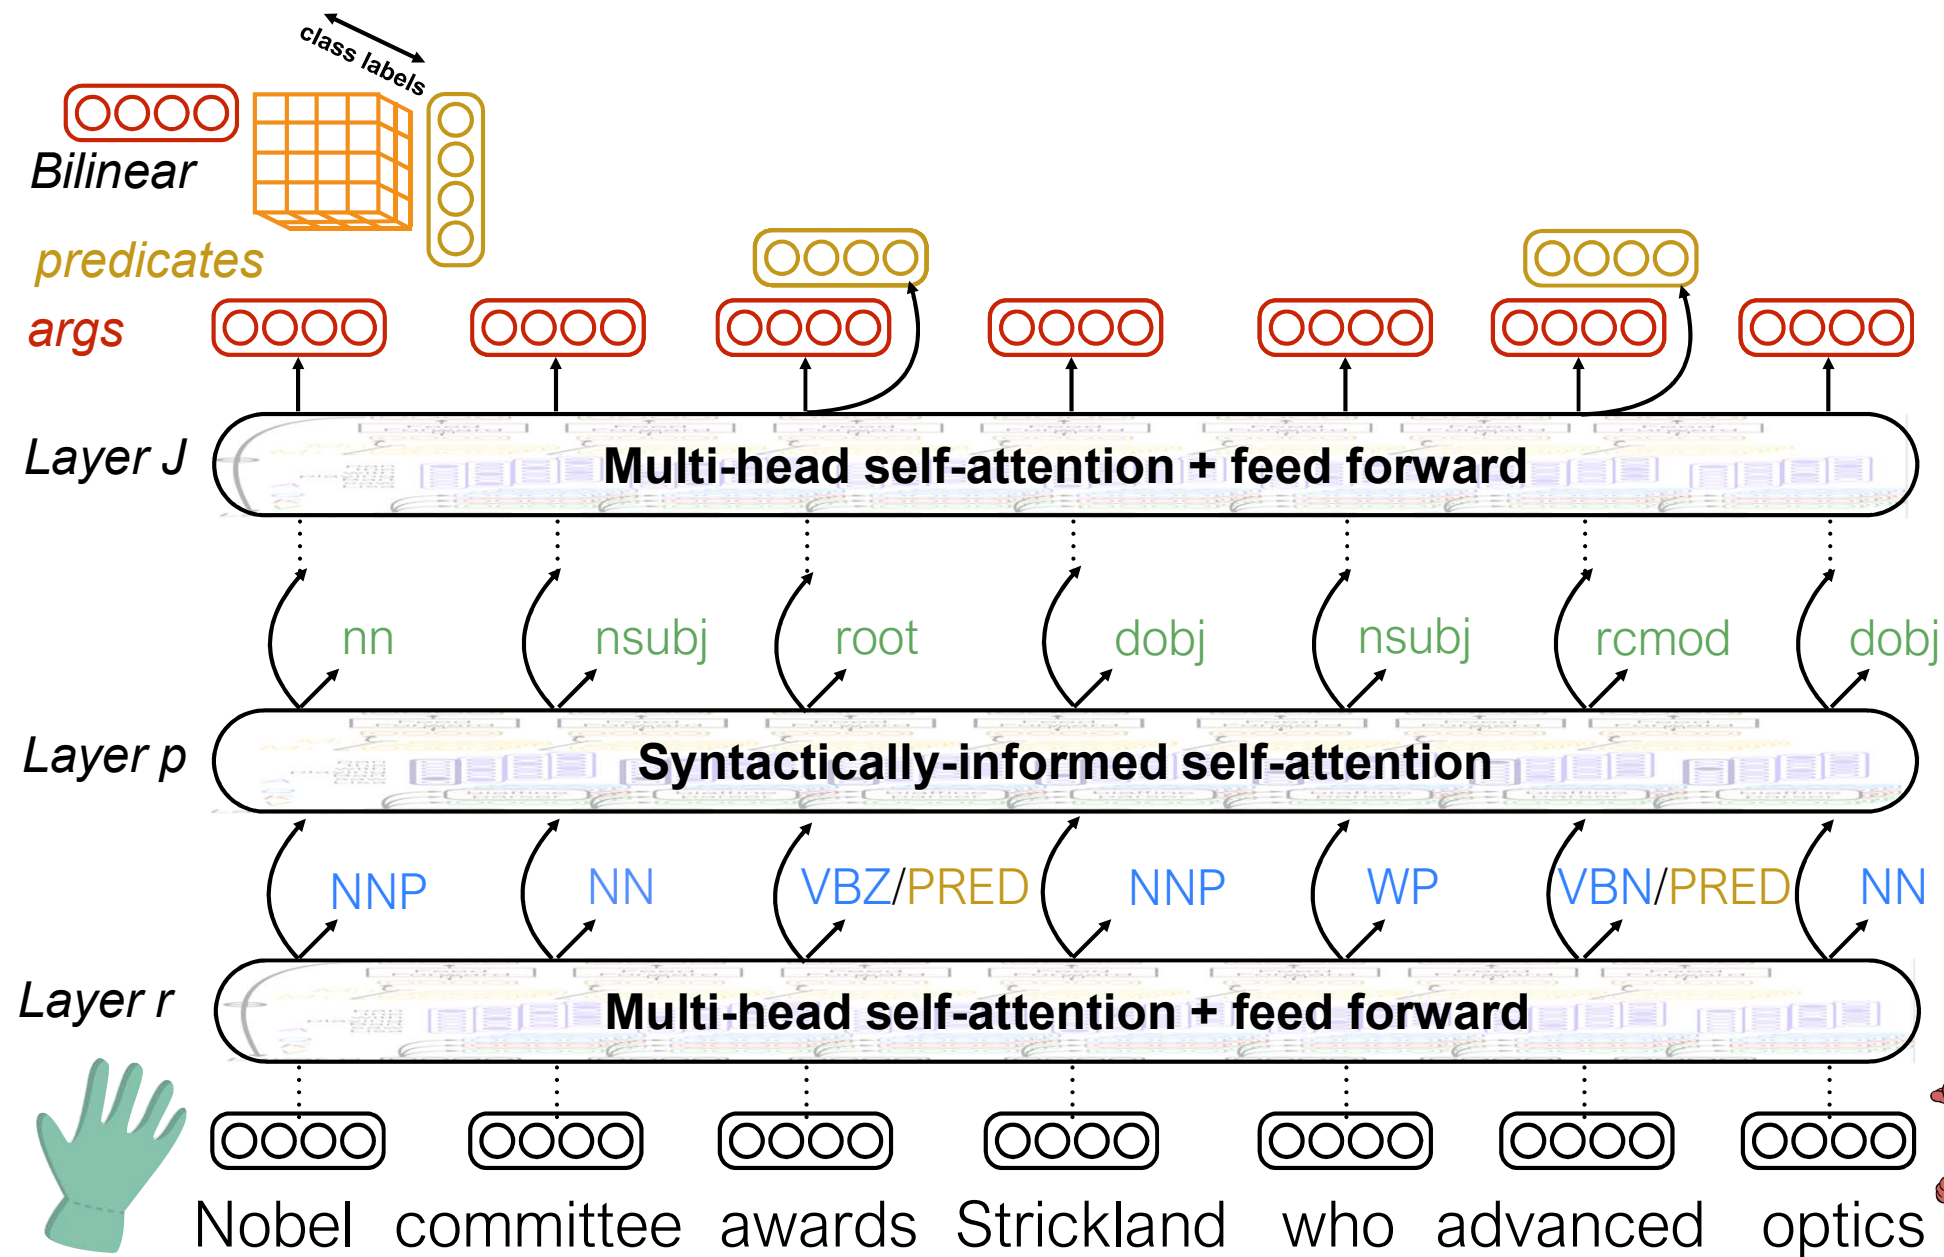 class labels
Bilinear
predicates
args
Layer J
Multi-head self-attention + feed forward
nn nsubj root dobj nsubj rcmod dobj
Layer p
Syntactically-informed self-attention
NNP NN VBZ/PRED NNP WP VBN/PRED NN
Layer r
Multi-head self-attention + feed forward
Nobel committee awards Strickland who advanced optics